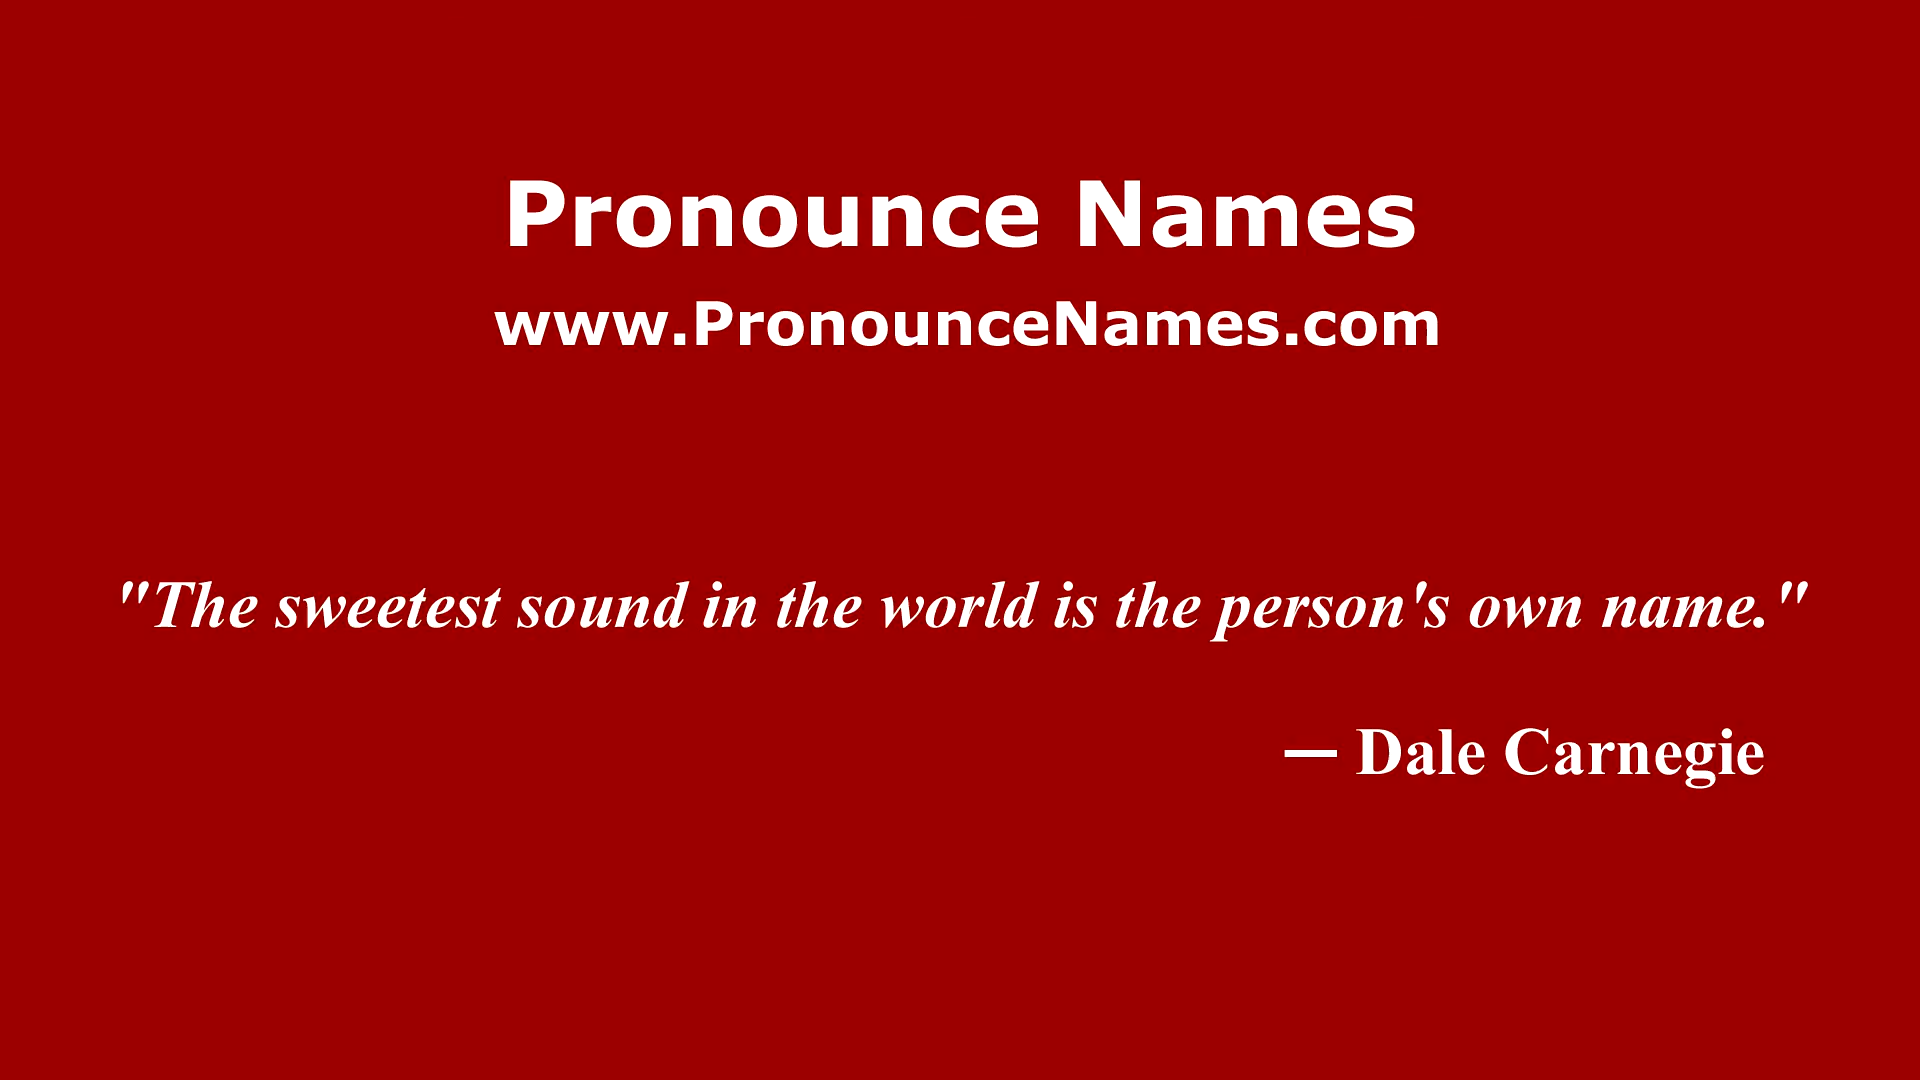 Pronounce Names
www.PronounceNames.com
"The sweetest sound in the world is the person's own name."
— Dale Carnegie